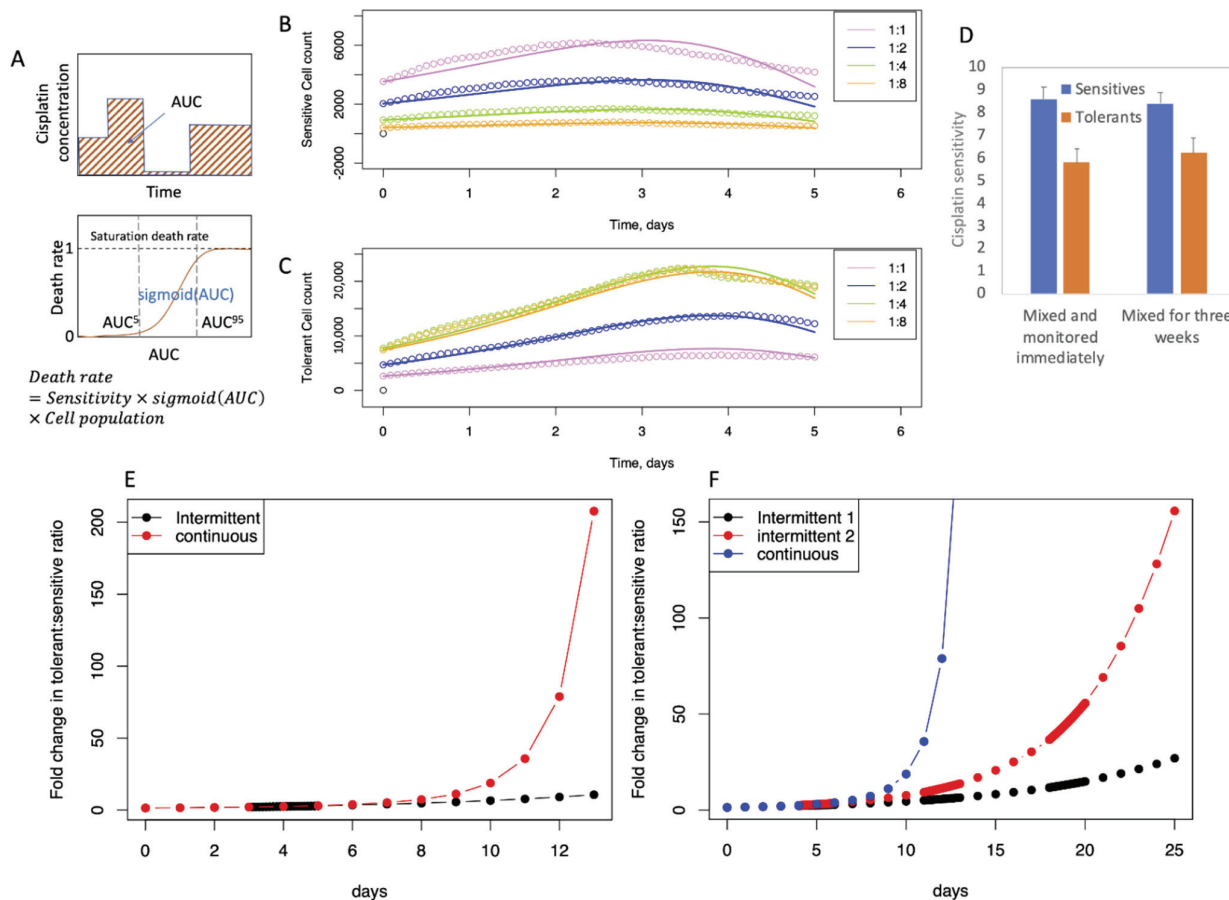 A
Cisplatin
concentration
AUC
Time
Death rate
1
0
Saturation death rate
sigmoid(AUC)
AUC5
AUC95
AUC
Death rate
= Sensitivity × sigmoid(AUC)
× Cell population
B
Sensitive Cell count
6000
2000
-2000
1:1
1:2
1:4
1:8
0 1 2 3 4 5 6
Time, days
C
Tolerant Cell count
20,000
10,000
0
1:1
1:2
1:4
1:8
0 1 2 3 4 5 6
Time, days
D
Cisplatin sensitivity
10
9
8
7
6
5
4
3
2
1
0
Sensitives
Tolerants
Mixed and
monitored
immediately
Mixed for three
weeks
E
Fold change in tolerant:sensitive ratio
200
150
100
50
0
Intermittent
continuous
0 2 4 6 8 10 12
days
F
Fold change in tolerant:sensitive ratio
150
100
50
0
Intermittent 1
intermittent 2
continuous
0 5 10 15 20 25
days